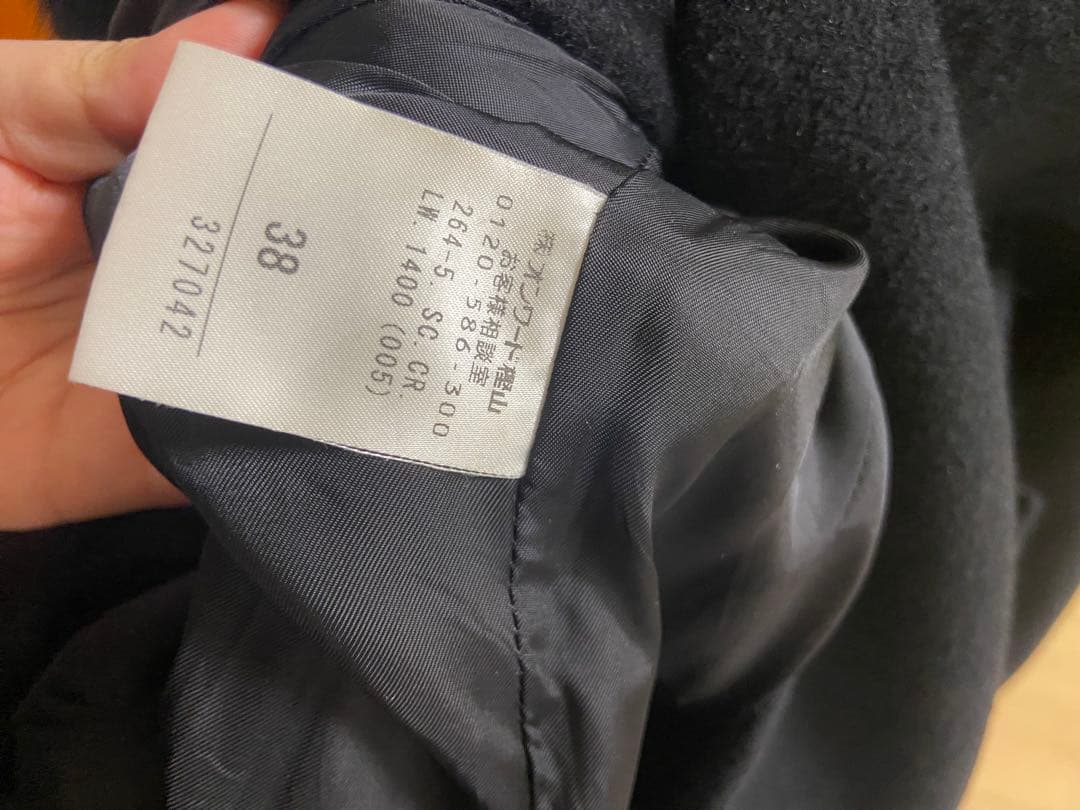 ㈱オンワード樫山
お客様相談室
0120-586-300
264-5. SC. CR.
LW. 1400 (005)
38
327042